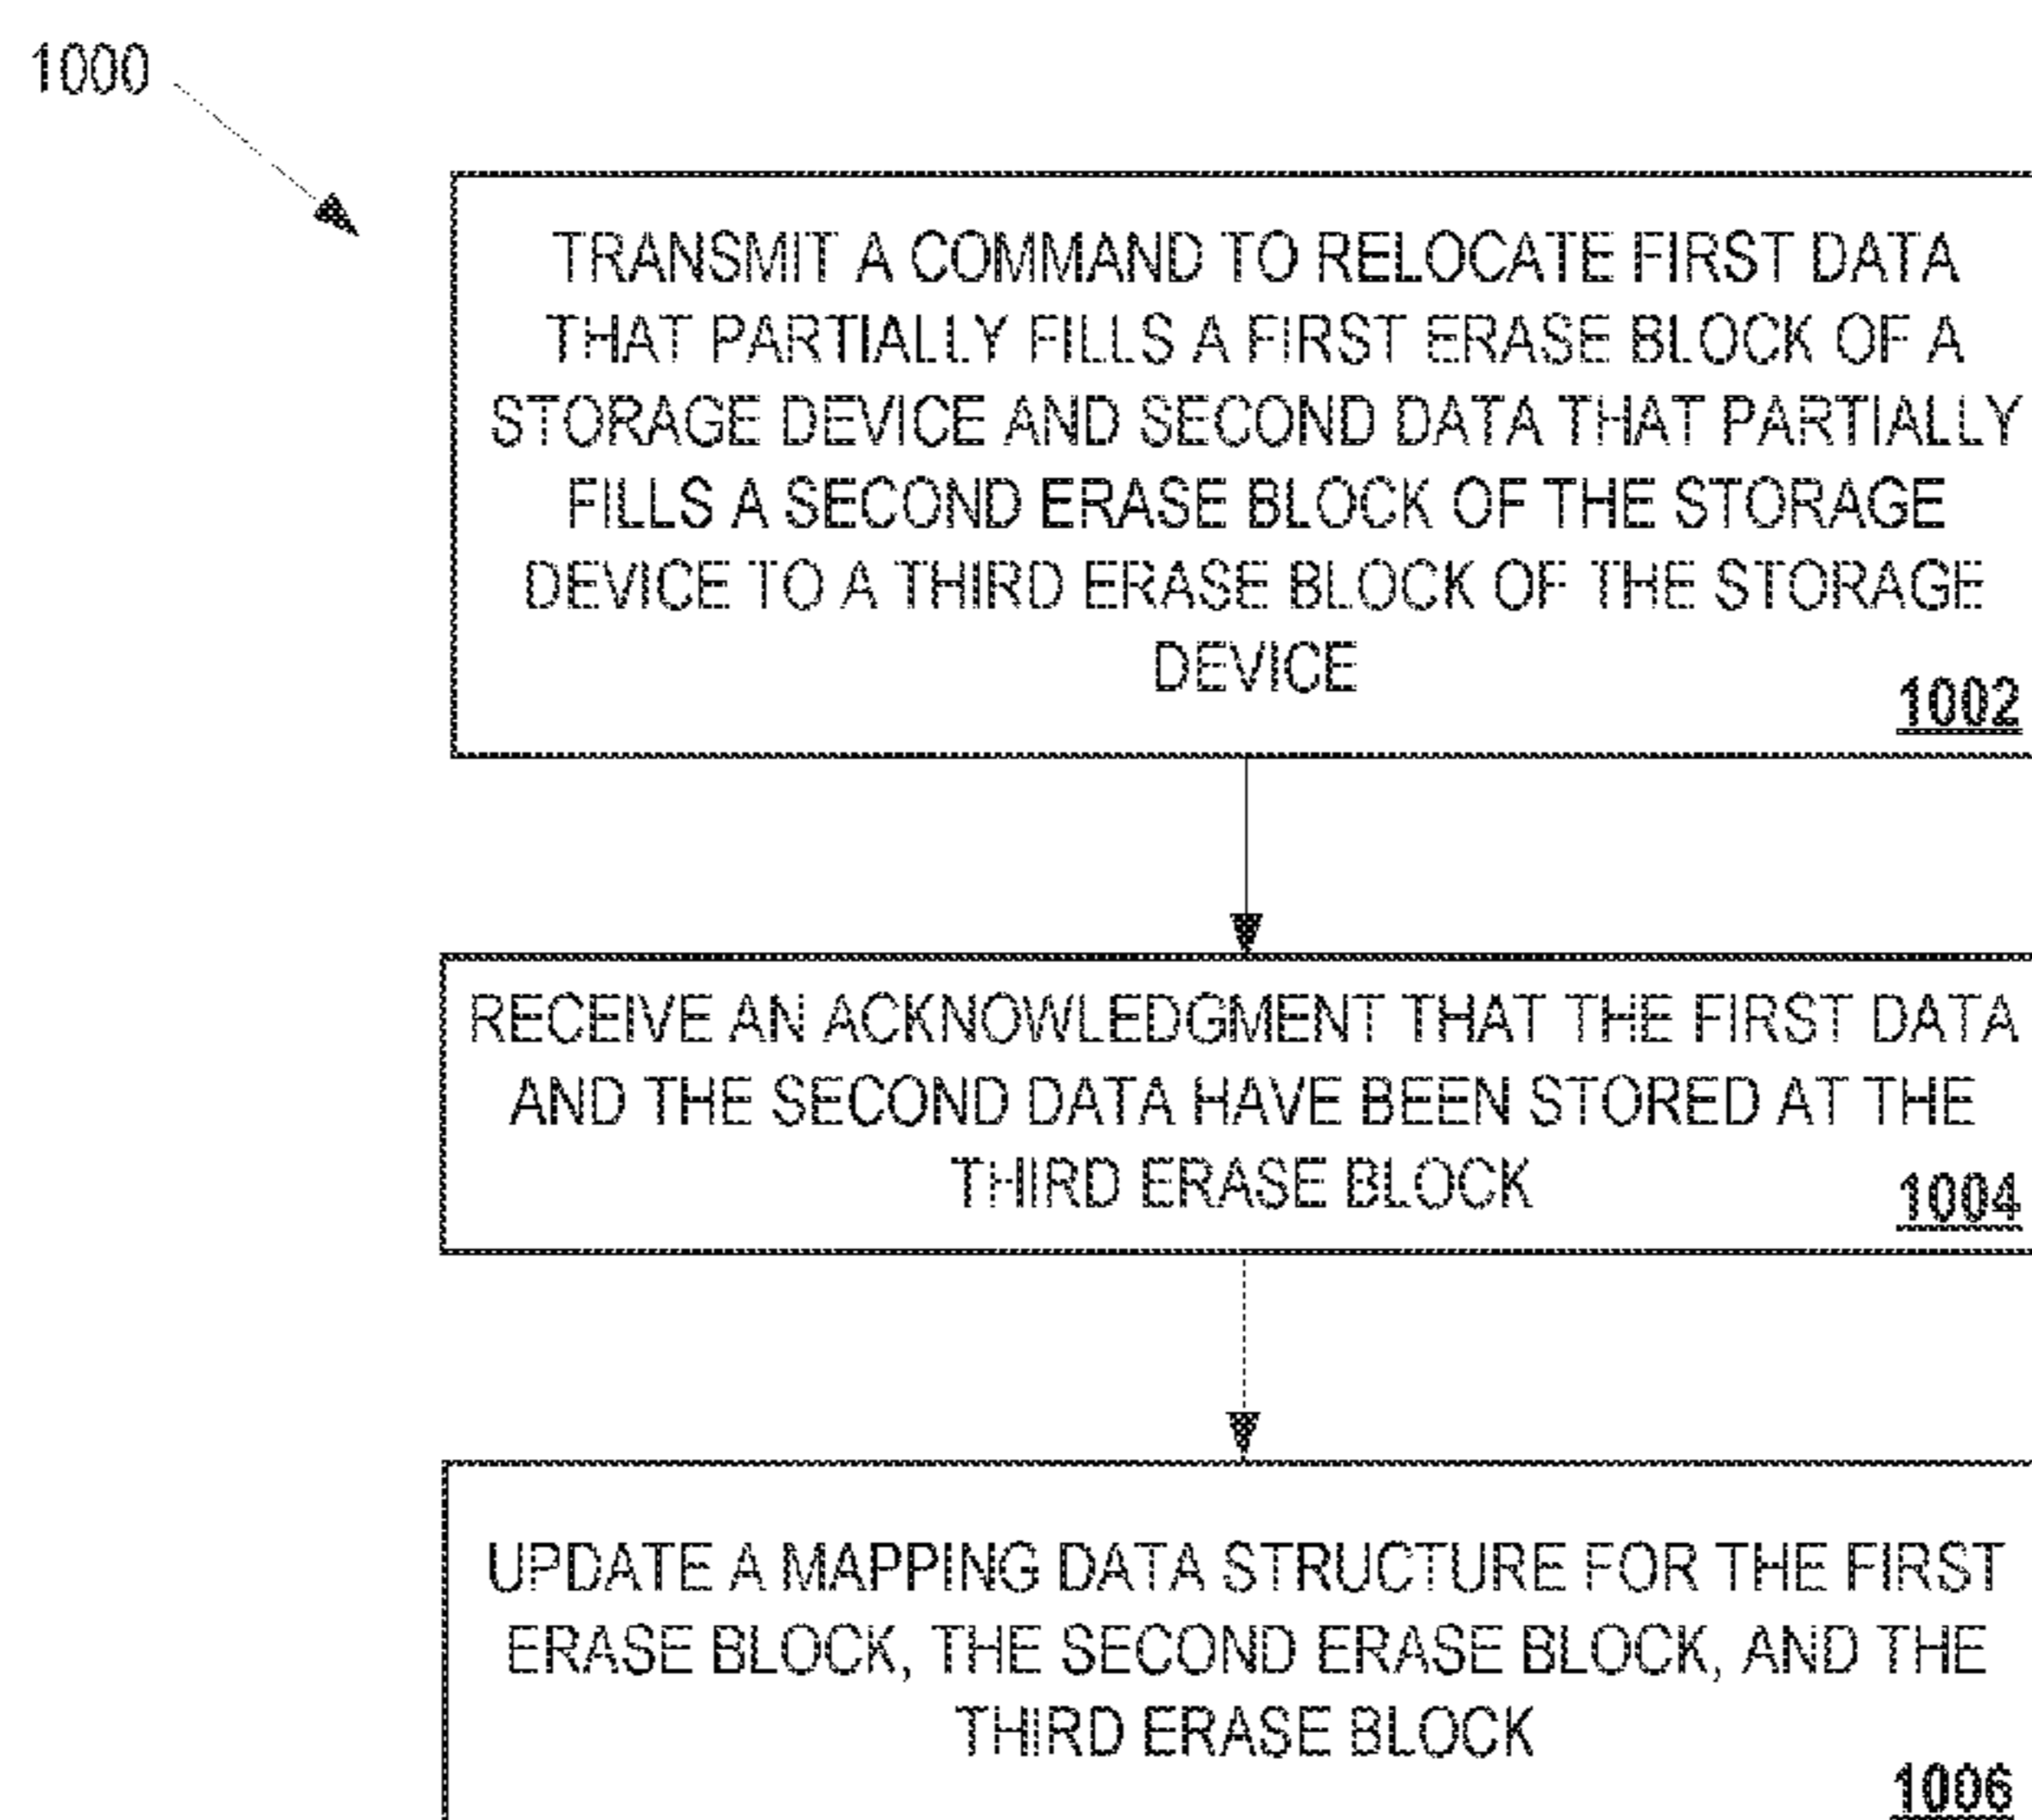 1000
TRANSMIT A COMMAND TO RELOCATE FIRST DATA
THAT PARTIALLY FILLS A FIRST ERASE BLOCK OF A
STORAGE DEVICE AND SECOND DATA THAT PARTIALLY
FILLS A SECOND ERASE BLOCK OF THE STORAGE
DEVICE TO A THIRD ERASE BLOCK OF THE STORAGE
DEVICE
1002
RECEIVE AN ACKNOWLEDGMENT THAT THE FIRST DATA
AND THE SECOND DATA HAVE BEEN STORED AT THE
THIRD ERASE BLOCK
1004
UPDATE A MAPPING DATA STRUCTURE FOR THE FIRST
ERASE BLOCK, THE SECOND ERASE BLOCK, AND THE
THIRD ERASE BLOCK
1006